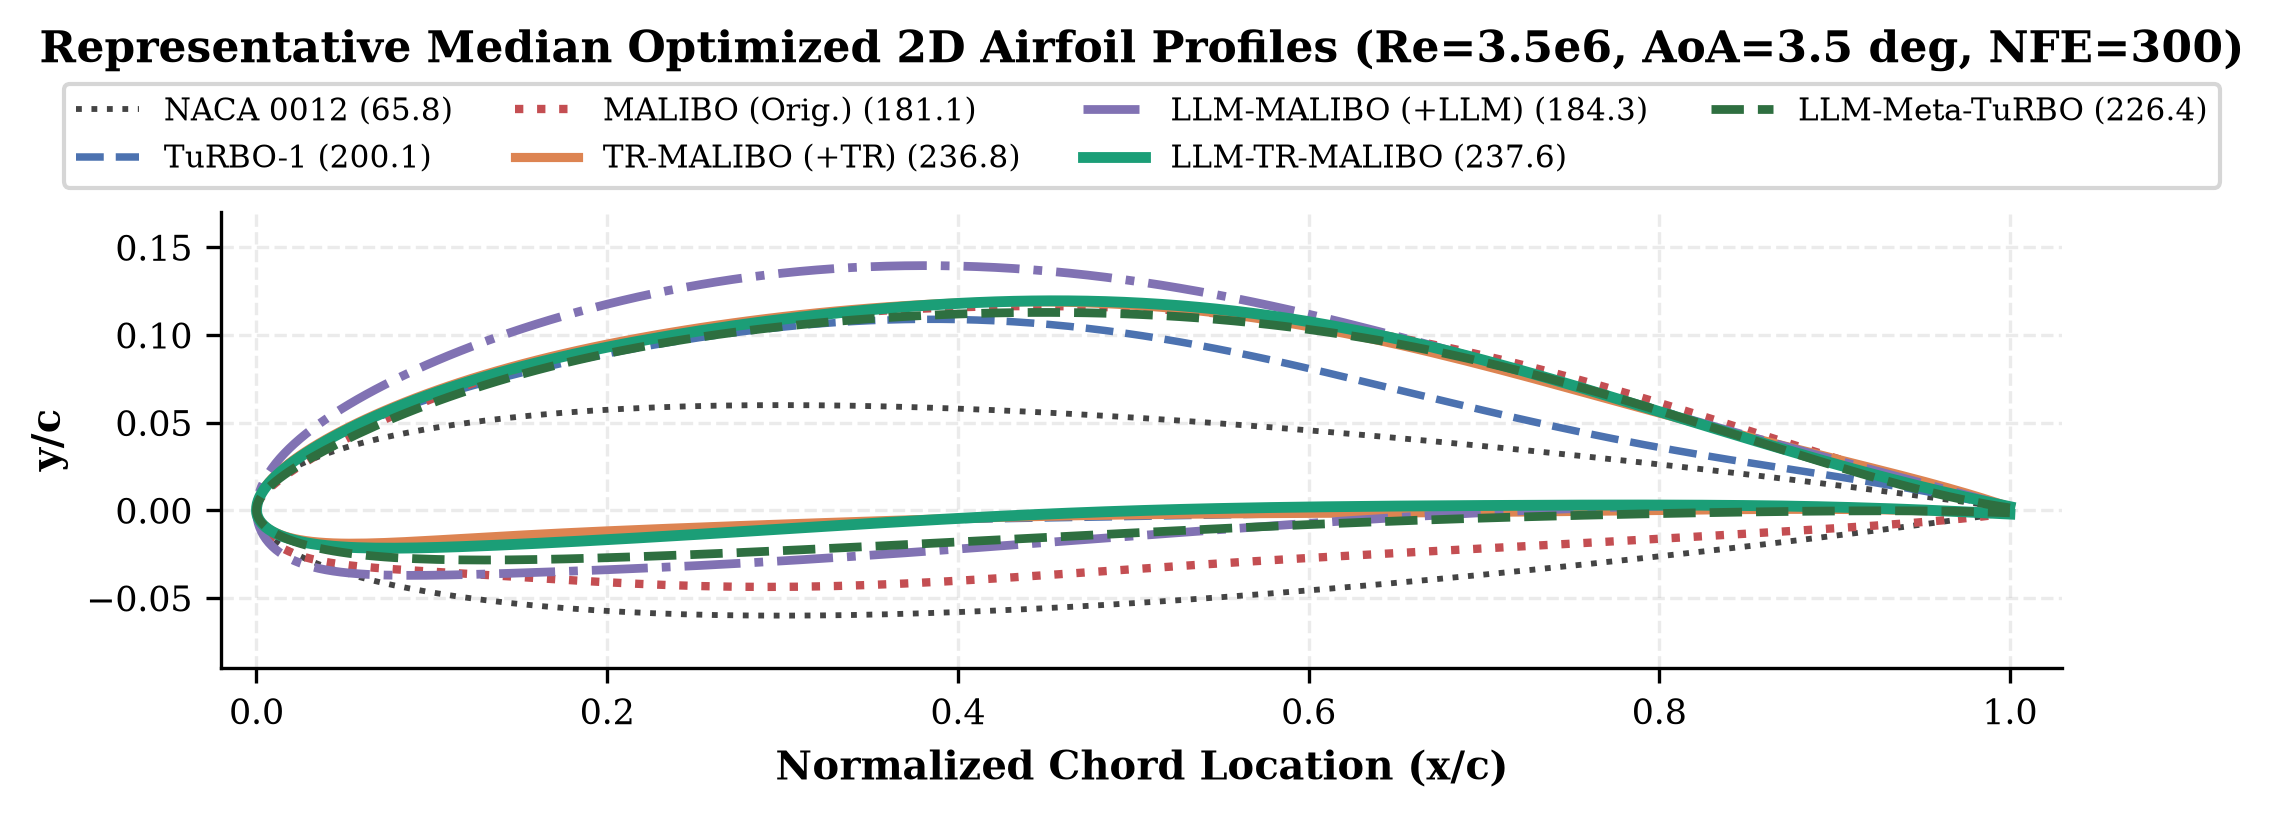 Representative Median Optimized 2D Airfoil Profiles (Re=3.5e6, AoA=3.5 deg, NFE=300)
NACA 0012 (65.8) MALIBO (Orig.) (181.1) LLM-MALIBO (+LLM) (184.3) LLM-Meta-TuRBO (226.4)
TuRBO-1 (200.1) TR-MALIBO (+TR) (236.8) LLM-TR-MALIBO (237.6)
0.15
0.10
0.05
0.00
−0.05
y/c
0.0 0.2 0.4 0.6 0.8 1.0
Normalized Chord Location (x/c)